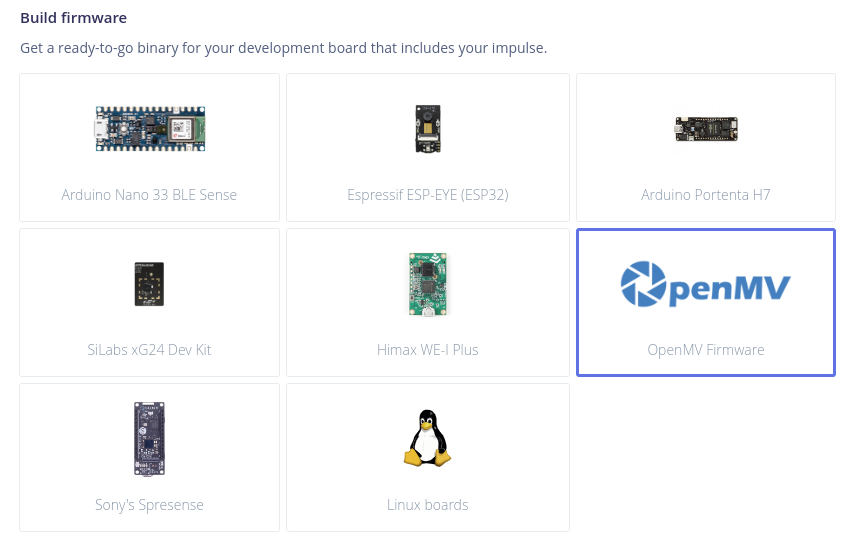 Build firmware
Get a ready-to-go binary for your development board that includes your impulse.
Arduino Nano 33 BLE Sense
Espressif ESP-EYE (ESP32)
Arduino Portenta H7
SiLabs xG24 Dev Kit
Himax WE-I Plus
OpenMV
OpenMV Firmware
Sony's Spresense
Linux boards